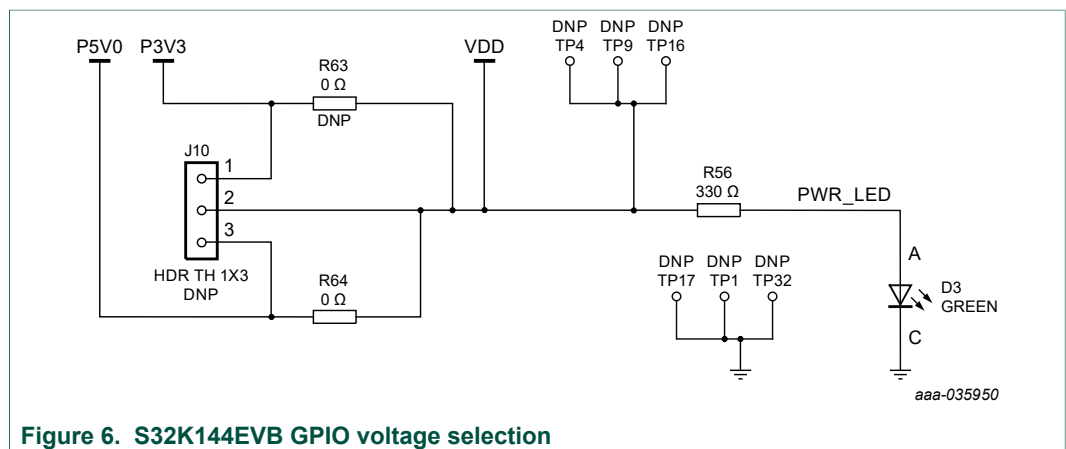 P5V0 P3V3 VDD
DNP DNP DNP
TP4 TP9 TP16
R63
0 Ω
DNP
J10
1
2
3
HDR TH 1X3
DNP
R64
0 Ω
R56
330 Ω
PWR_LED
DNP DNP DNP
TP17 TP1 TP32
A
D3
GREEN
C
aaa-035950
Figure 6. S32K144EVB GPIO voltage selection